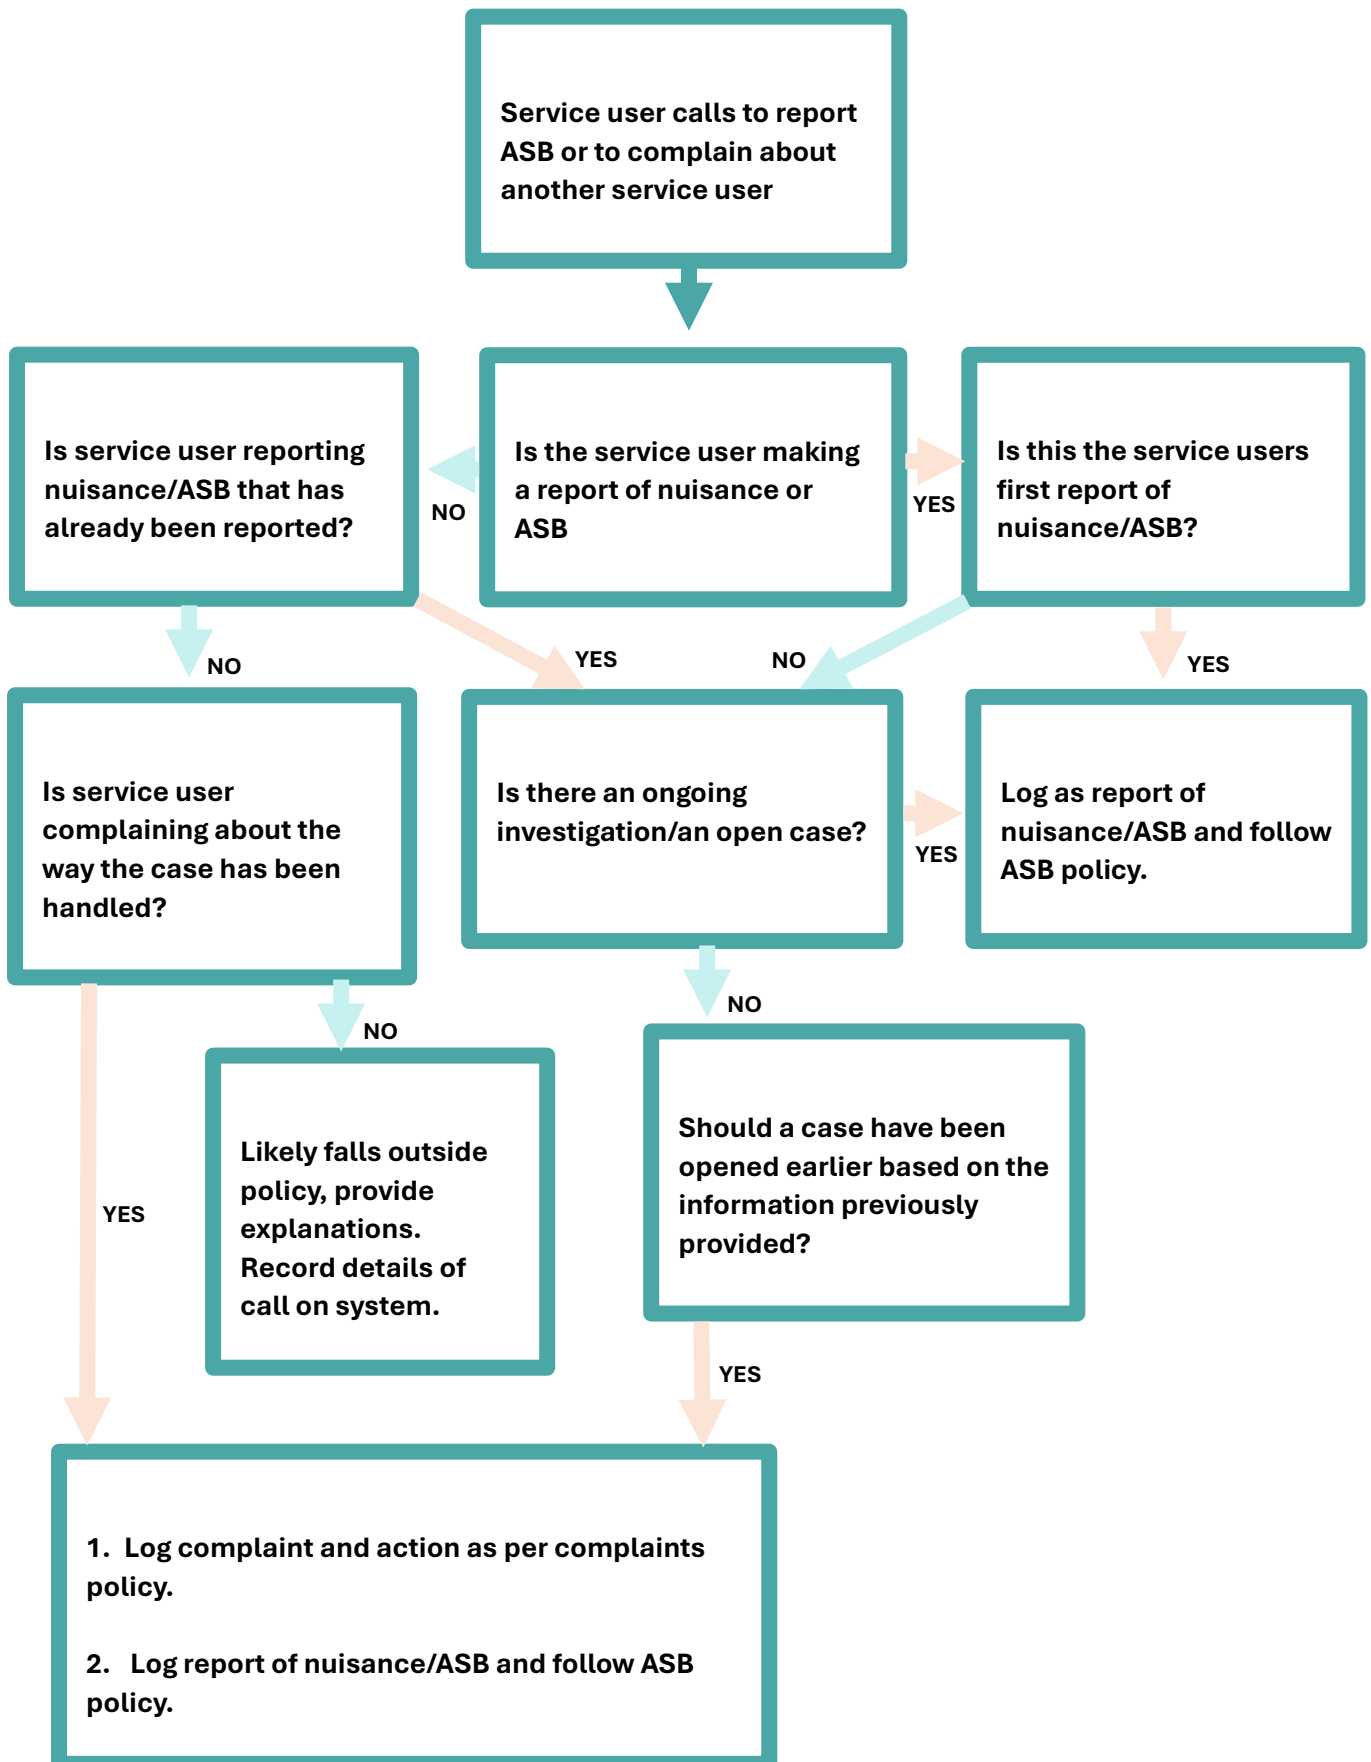 Service user calls to report
ASB or to complain about
another service user
Is service user reporting
nuisance/ASB that has
already been reported?
NO
Is the service user making
a report of nuisance or
ASB
YES
Is this the service users
first report of
nuisance/ASB?
NO
YES
NO
YES
Is service user
complaining about the
way the case has been
handled?
Is there an ongoing
investigation/an open case?
YES
Log as report of
nuisance/ASB and follow
ASB policy.
YES
NO
NO
Likely falls outside
policy, provide
explanations.
Record details of
call on system.
Should a case have been
opened earlier based on the
information previously
provided?
YES
1. Log complaint and action as per complaints
policy.
2. Log report of nuisance/ASB and follow ASB
policy.